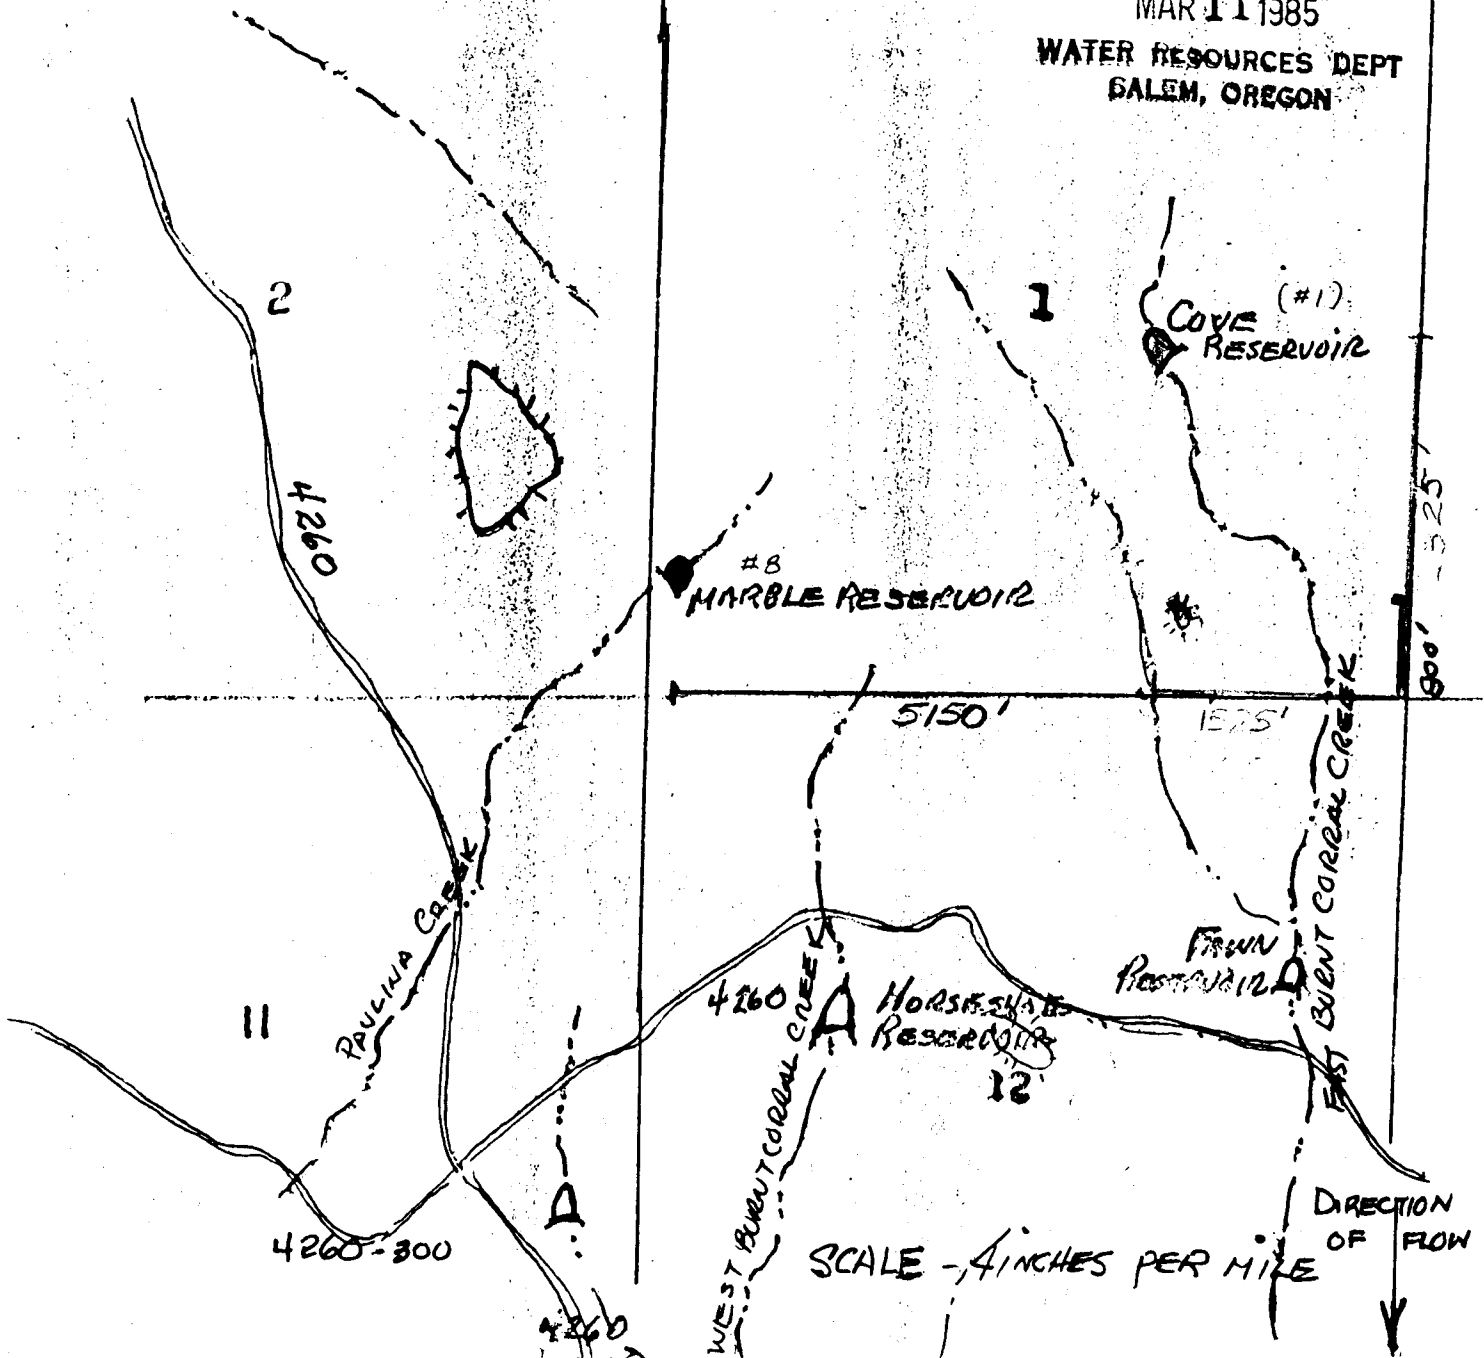 MAR 11 1985
WATER RESOURCES DEPT
SALEM, OREGON
2
1
(#1)
COVE
RESERVOIR
4260
#8
MARBLE RESERVOIR
800'
5150'
PAULINA CREEK
EAST BURNT CORRAL CREEK
FAWN
RESERVOIR
4260
HORSESHOE
RESERVOIR
11
12
WEST BURNT CORRAL CREEK
4260-300
DIRECTION
OF FLOW
SCALE - 4 INCHES PER MILE
4260